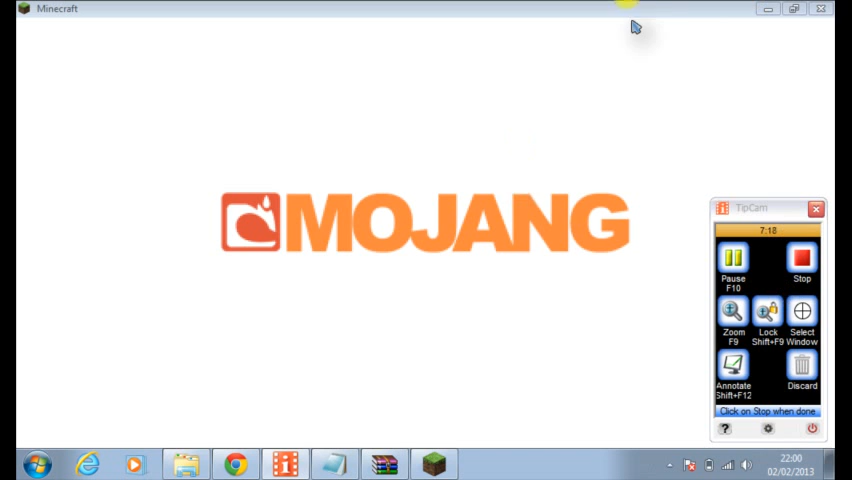 Minecraft
MOJANG
TipCam
7:18
Pause
F10
Stop
Zoom
F9
Lock
Shift+F9
Select
Window
Annotate
Shift+F12
Discard
Click on Stop when done
?
22:00
02/02/2013